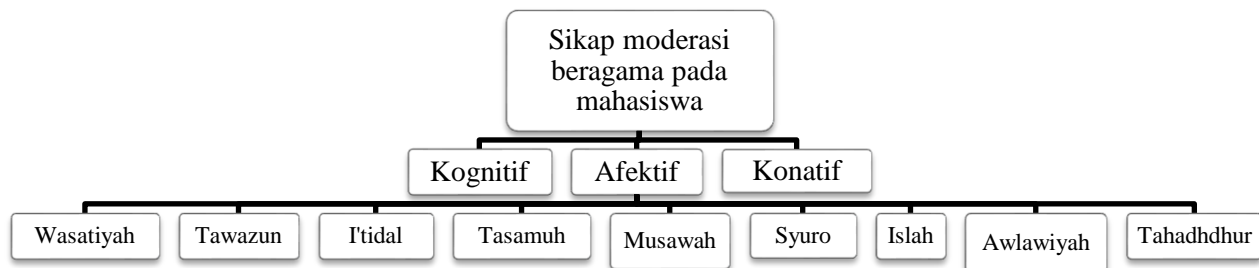 Sikap moderasi
beragama pada
mahasiswa
Kognitif
Afektif
Konatif
Wasatiyah
Tawazun
I'tidal
Tasamuh
Musawah
Syuro
Islah
Awlawiyah
Tahadhdhur